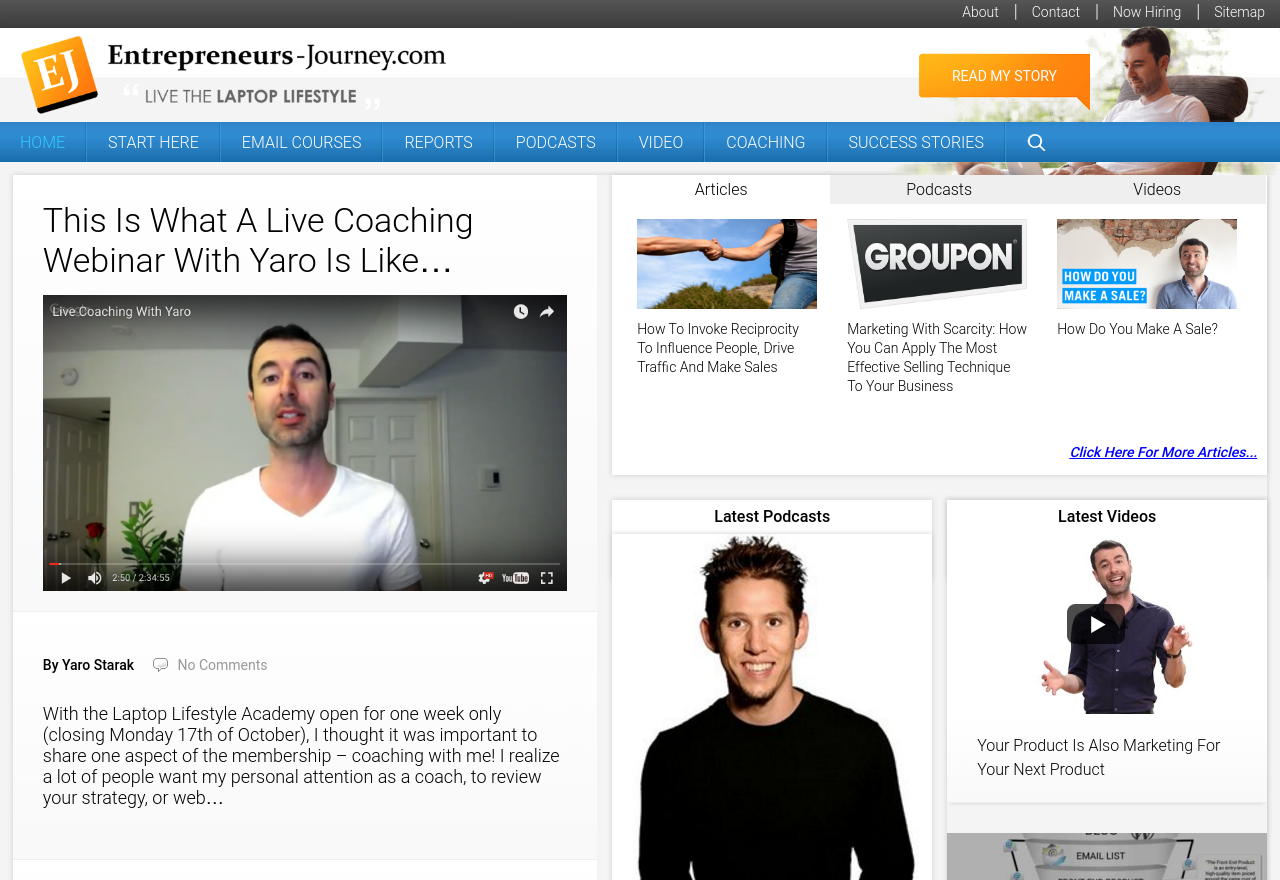 About
Contact
Now Hiring
Sitemap
EJ
Entrepreneurs-Journey.com
“ LIVE THE LAPTOP LIFESTYLE ”
READ MY STORY
HOME
START HERE
EMAIL COURSES
REPORTS
PODCASTS
VIDEO
COACHING
SUCCESS STORIES
This Is What A Live Coaching
Webinar With Yaro Is Like…
Live Coaching With Yaro
2:50 / 2:34:55
YouTube
By Yaro Starak
No Comments
With the Laptop Lifestyle Academy open for one week only
(closing Monday 17th of October), I thought it was important to
share one aspect of the membership – coaching with me! I realize
a lot of people want my personal attention as a coach, to review
your strategy, or web…
Articles
Podcasts
Videos
GROUPON
HOW DO YOU
MAKE A SALE?
How To Invoke Reciprocity
To Influence People, Drive
Traffic And Make Sales
Marketing With Scarcity: How
You Can Apply The Most
Effective Selling Technique
To Your Business
How Do You Make A Sale?
Click Here For More Articles...
Latest Podcasts
Latest Videos
Your Product Is Also Marketing For
Your Next Product
BLOG
EMAIL LIST